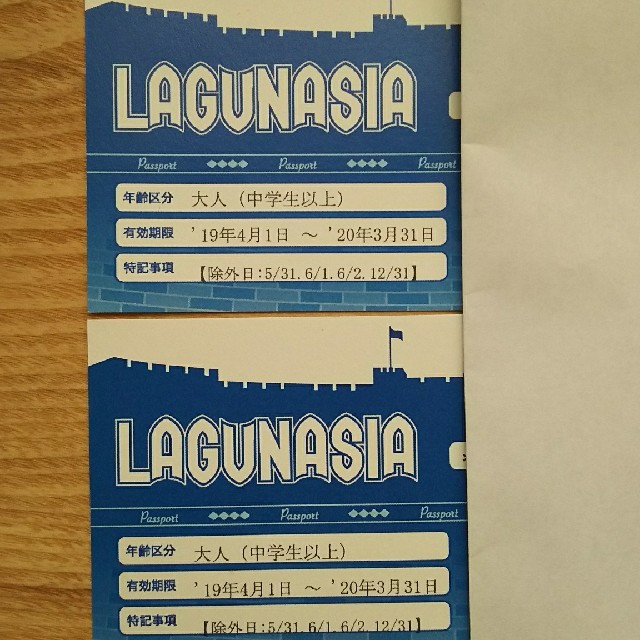 LAGUNASIA
Passport Passport Passport
年齢区分 大人(中学生以上)
有効期限 '19年4月1日 ~ '20年3月31日
特記事項 【除外日:5/31.6/1.6/2.12/31】
LAGUNASIA
Passport Passport Passport
年齢区分 大人(中学生以上)
有効期限 '19年4月1日 ~ '20年3月31日
特記事項 【除外日:5/31.6/1.6/2.12/31】